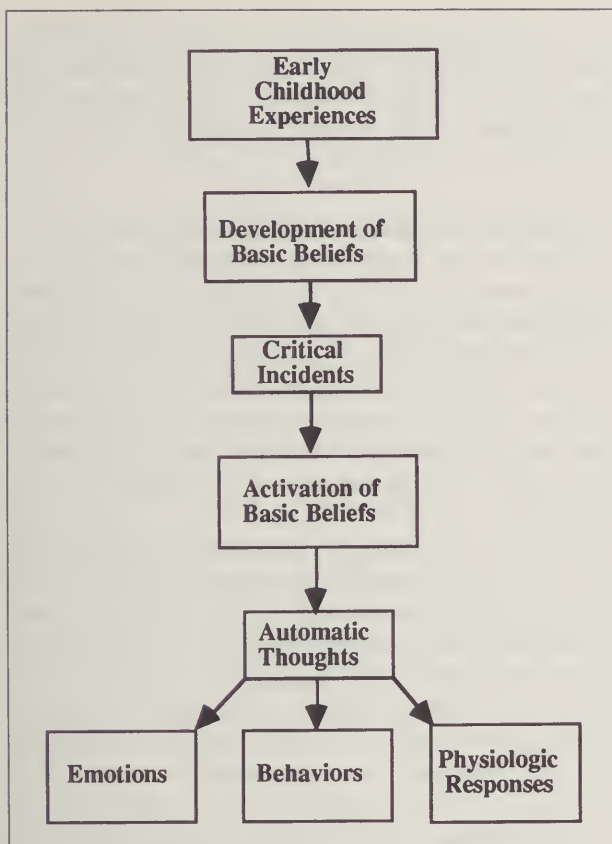 Early
Childhood
Experiences
Development of
Basic Beliefs
Critical
Incidents
Activation of
Basic Beliefs
Automatic
Thoughts
Emotions
Behaviors
Physiologic
Responses